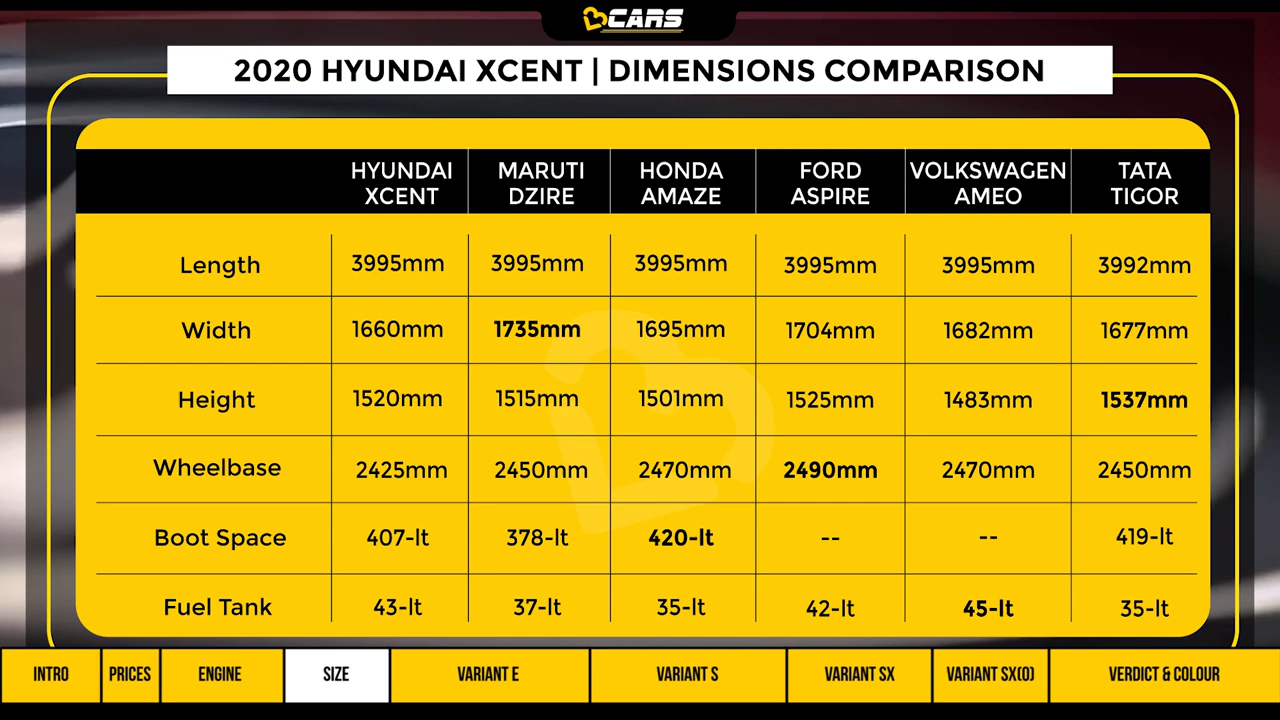 CARS
2020 HYUNDAI XCENT | DIMENSIONS COMPARISON
HYUNDAI XCENT MARUTI DZIRE HONDA AMAZE FORD ASPIRE VOLKSWAGEN AMEO TATA TIGOR
Length 3995mm 3995mm 3995mm 3995mm 3995mm 3992mm
Width 1660mm 1735mm 1695mm 1704mm 1682mm 1677mm
Height 1520mm 1515mm 1501mm 1525mm 1483mm 1537mm
Wheelbase 2425mm 2450mm 2470mm 2490mm 2470mm 2450mm
Boot Space 407-lt 378-lt 420-lt -- -- 419-lt
Fuel Tank 43-lt 37-lt 35-lt 42-lt 45-lt 35-lt
INTRO PRICES ENGINE SIZE VARIANT E VARIANT S VARIANT SX VARIANT SX(O) VERDICT & COLOUR